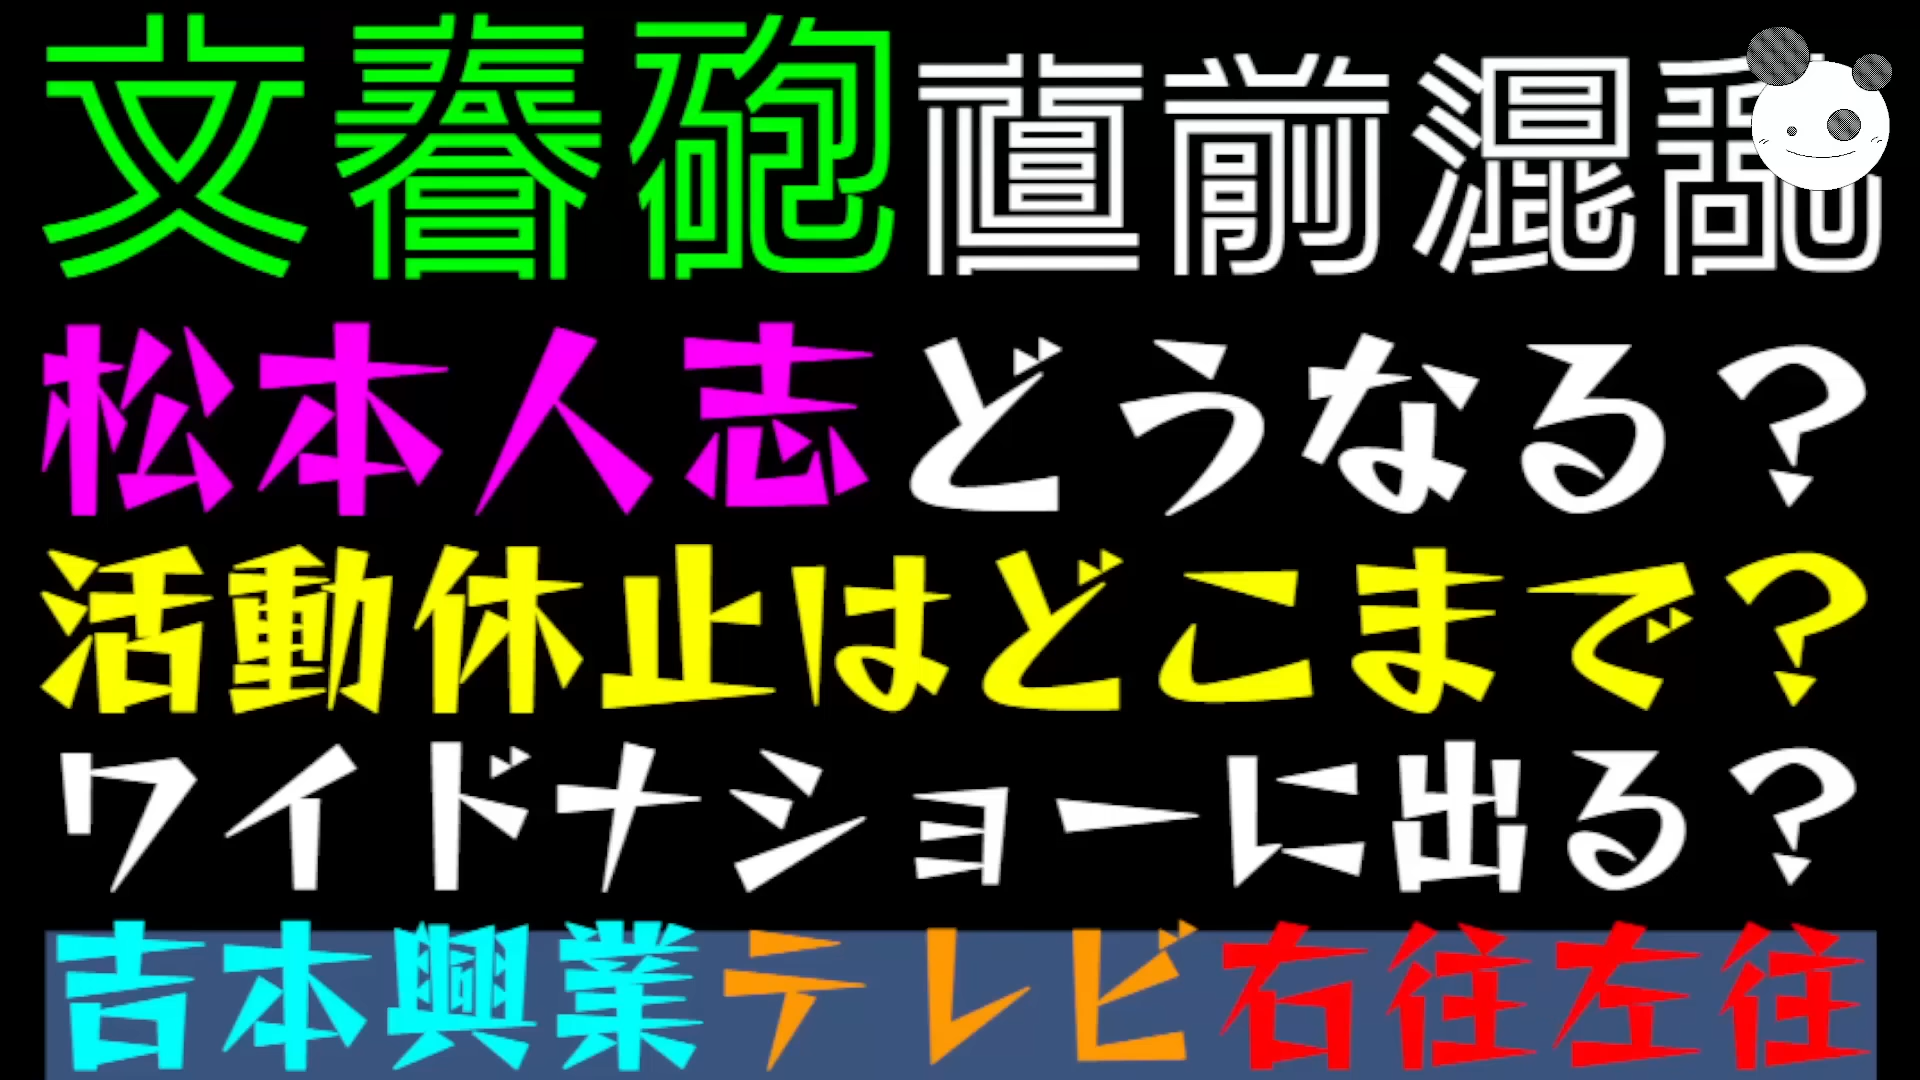 文春砲直前混乱
松本人志どうなる？
活動休止はどこまで？
ワイドナショーに出る？
吉本興業テレビ右往左往